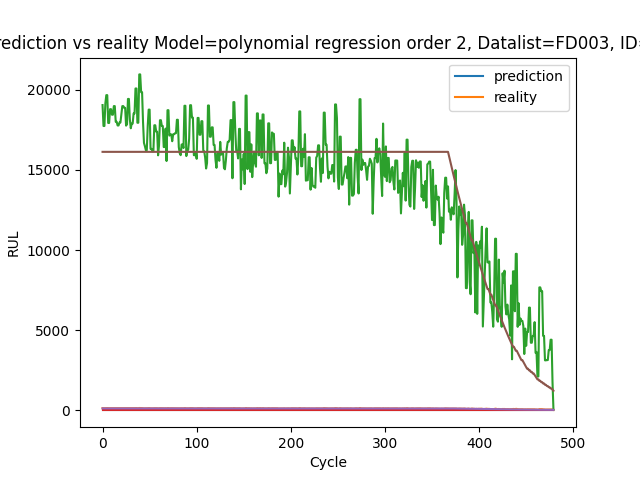 rediction vs reality Model=polynomial regression order 2, Datalist=FD003, ID=
prediction
reality
20000
15000
10000
5000
0
RUL
0 100 200 300 400 500
Cycle